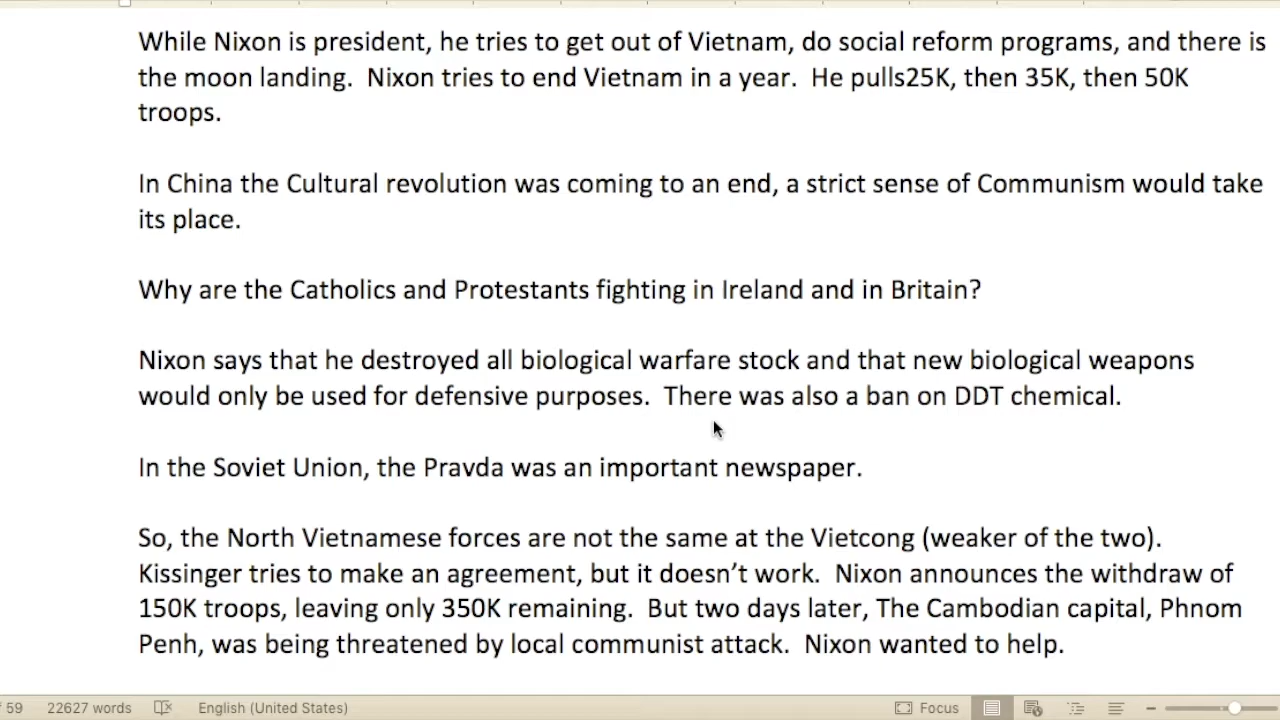 While Nixon is president, he tries to get out of Vietnam, do social reform programs, and there is
the moon landing.  Nixon tries to end Vietnam in a year.  He pulls25K, then 35K, then 50K
troops.
In China the Cultural revolution was coming to an end, a strict sense of Communism would take
its place.
Why are the Catholics and Protestants fighting in Ireland and in Britain?
Nixon says that he destroyed all biological warfare stock and that new biological weapons
would only be used for defensive purposes.  There was also a ban on DDT chemical.
In the Soviet Union, the Pravda was an important newspaper.
So, the North Vietnamese forces are not the same at the Vietcong (weaker of the two).
Kissinger tries to make an agreement, but it doesn’t work.  Nixon announces the withdraw of
150K troops, leaving only 350K remaining.  But two days later, The Cambodian capital, Phnom
Penh, was being threatened by local communist attack.  Nixon wanted to help.
59 22627 words English (United States) Focus